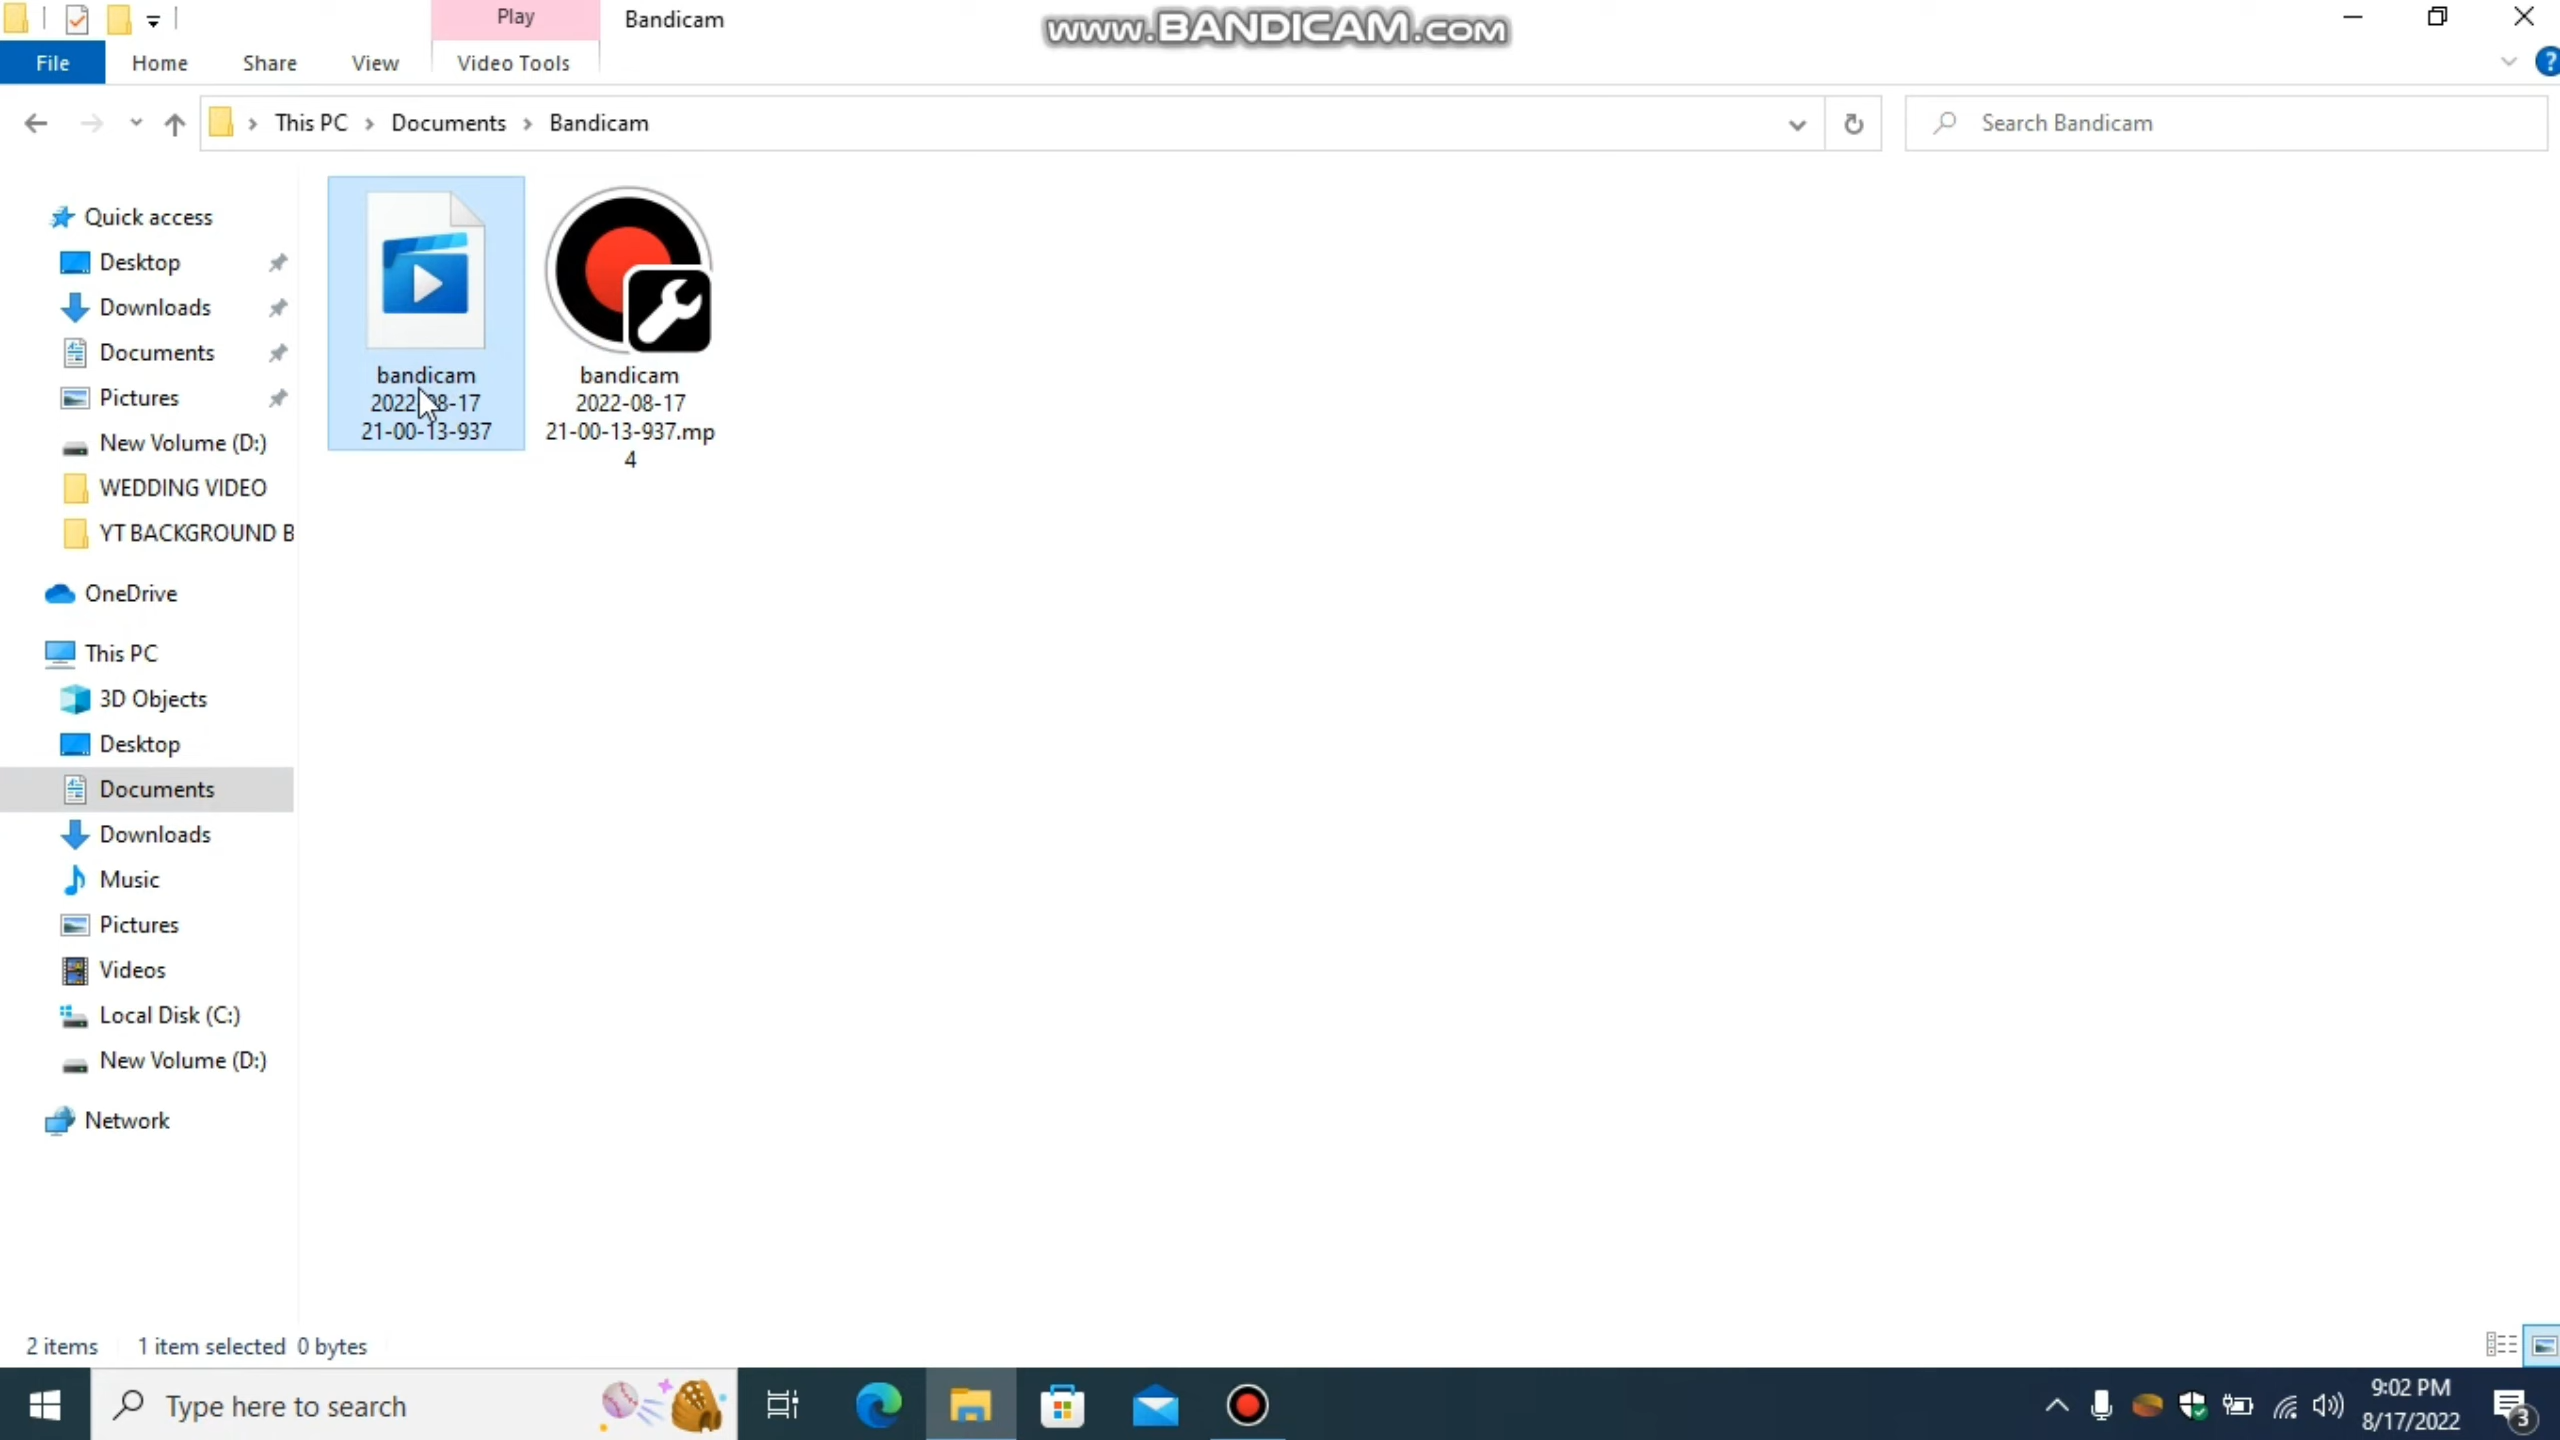 Play
Bandicam
www.BANDICAM.com
File
Home
Share
View
Video Tools
This PC
Documents
Bandicam
Search Bandicam
Quick access
Desktop
Downloads
Documents
Pictures
New Volume (D:)
WEDDING VIDEO
YT BACKGROUND B
OneDrive
This PC
3D Objects
Desktop
Documents
Downloads
Music
Pictures
Videos
Local Disk (C:)
New Volume (D:)
Network
bandicam
2022-08-17
21-00-13-937
bandicam
2022-08-17
21-00-13-937.mp
4
2 items
1 item selected 0 bytes
Type here to search
9:02 PM
8/17/2022
3